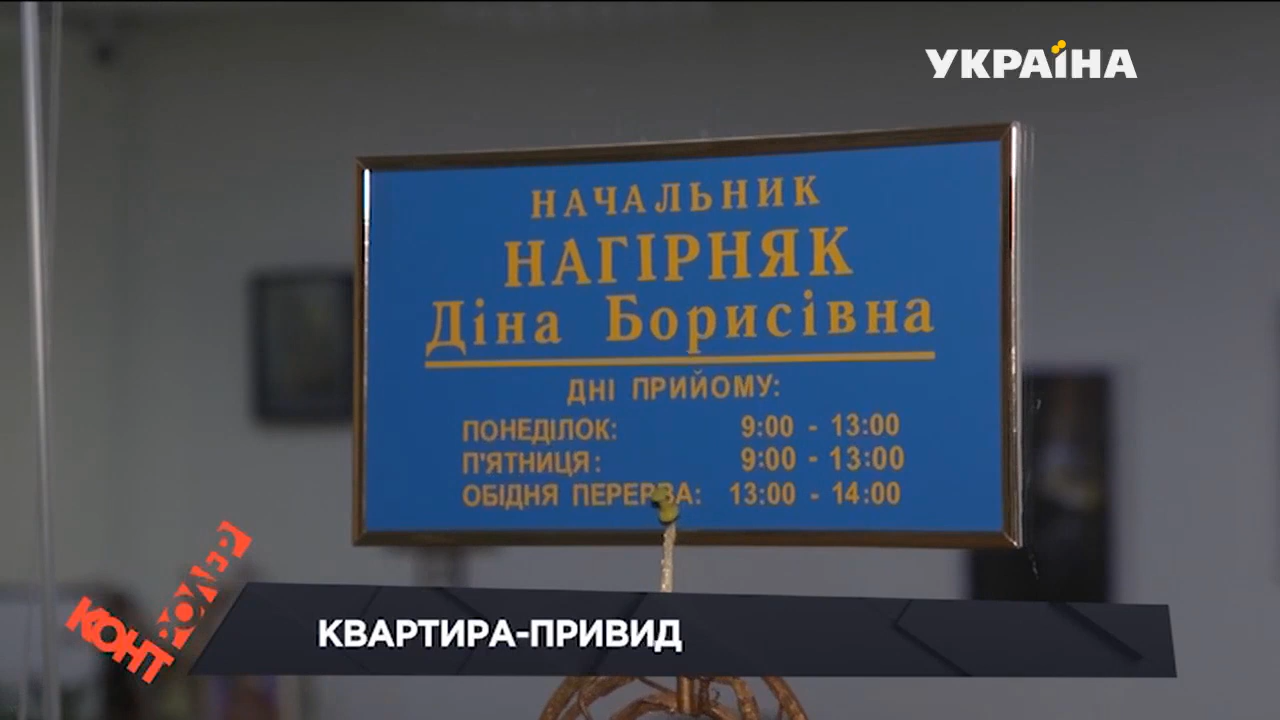 УКРАЇНА
НАЧАЛЬНИК
НАГІРНЯК
Діна Борисівна
ДНІ ПРИЙОМУ:
ПОНЕДІЛОК: 9:00 - 13:00
П'ЯТНИЦЯ: 9:00 - 13:00
ОБІДНЯ ПЕРЕРВА: 13:00 - 14:00
КОНТРОЛЕР
КВАРТИРА-ПРИВИД